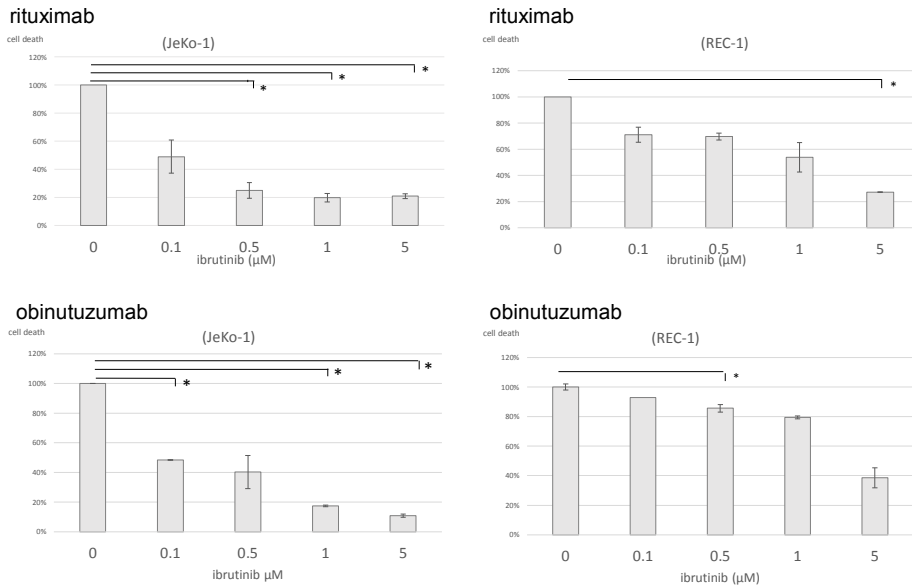 rituximab
cell death
(JeKo-1)
120%
100%
80%
60%
40%
20%
0%
* * *
0 0.1 0.5 1 5
ibrutinib (µM)
rituximab
cell death
(REC-1)
120%
100%
80%
60%
40%
20%
0%
*
0 0.1 0.5 1 5
ibrutinib (µM)
obinutuzumab
cell death
(JeKo-1)
120%
100%
80%
60%
40%
20%
0%
* * *
0 0.1 0.5 1 5
ibrutinib µM
obinutuzumab
cell death
(REC-1)
120%
100%
80%
60%
40%
20%
0%
*
0 0.1 0.5 1 5
ibrutinib (µM)